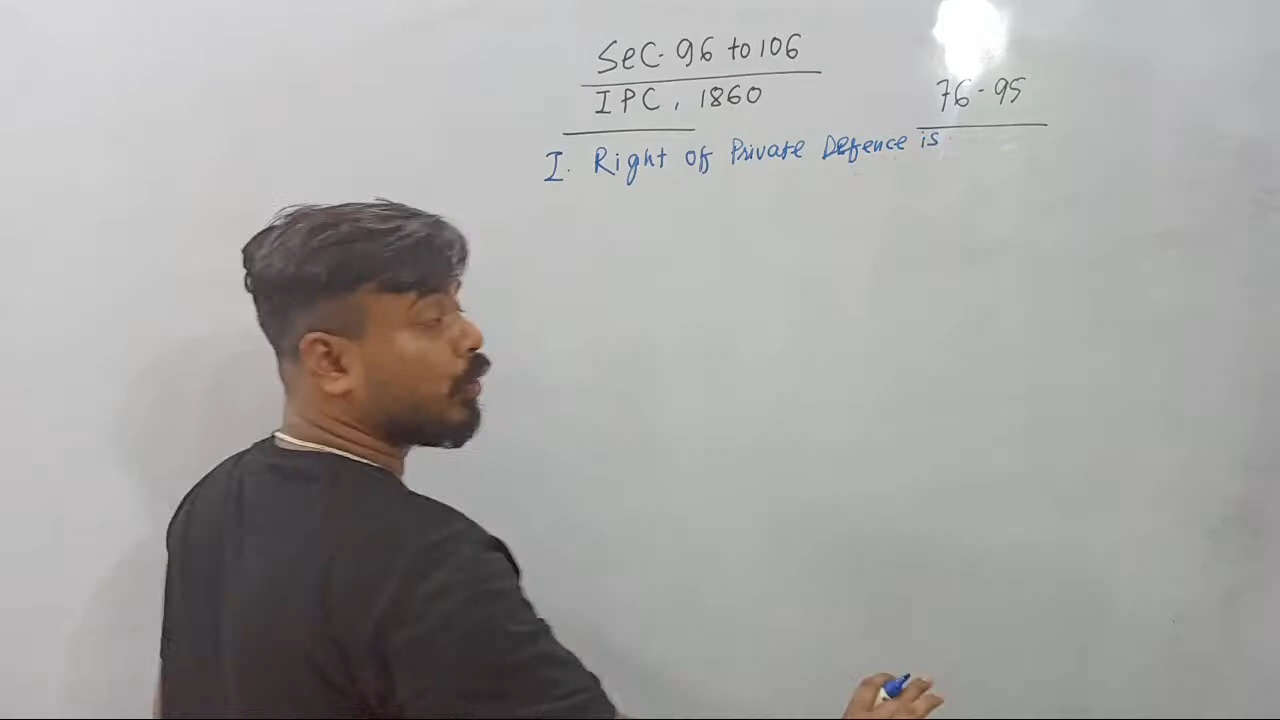 Sec. 96 to 106
IPC, 1860
76 - 95
I. Right of Private Defence is